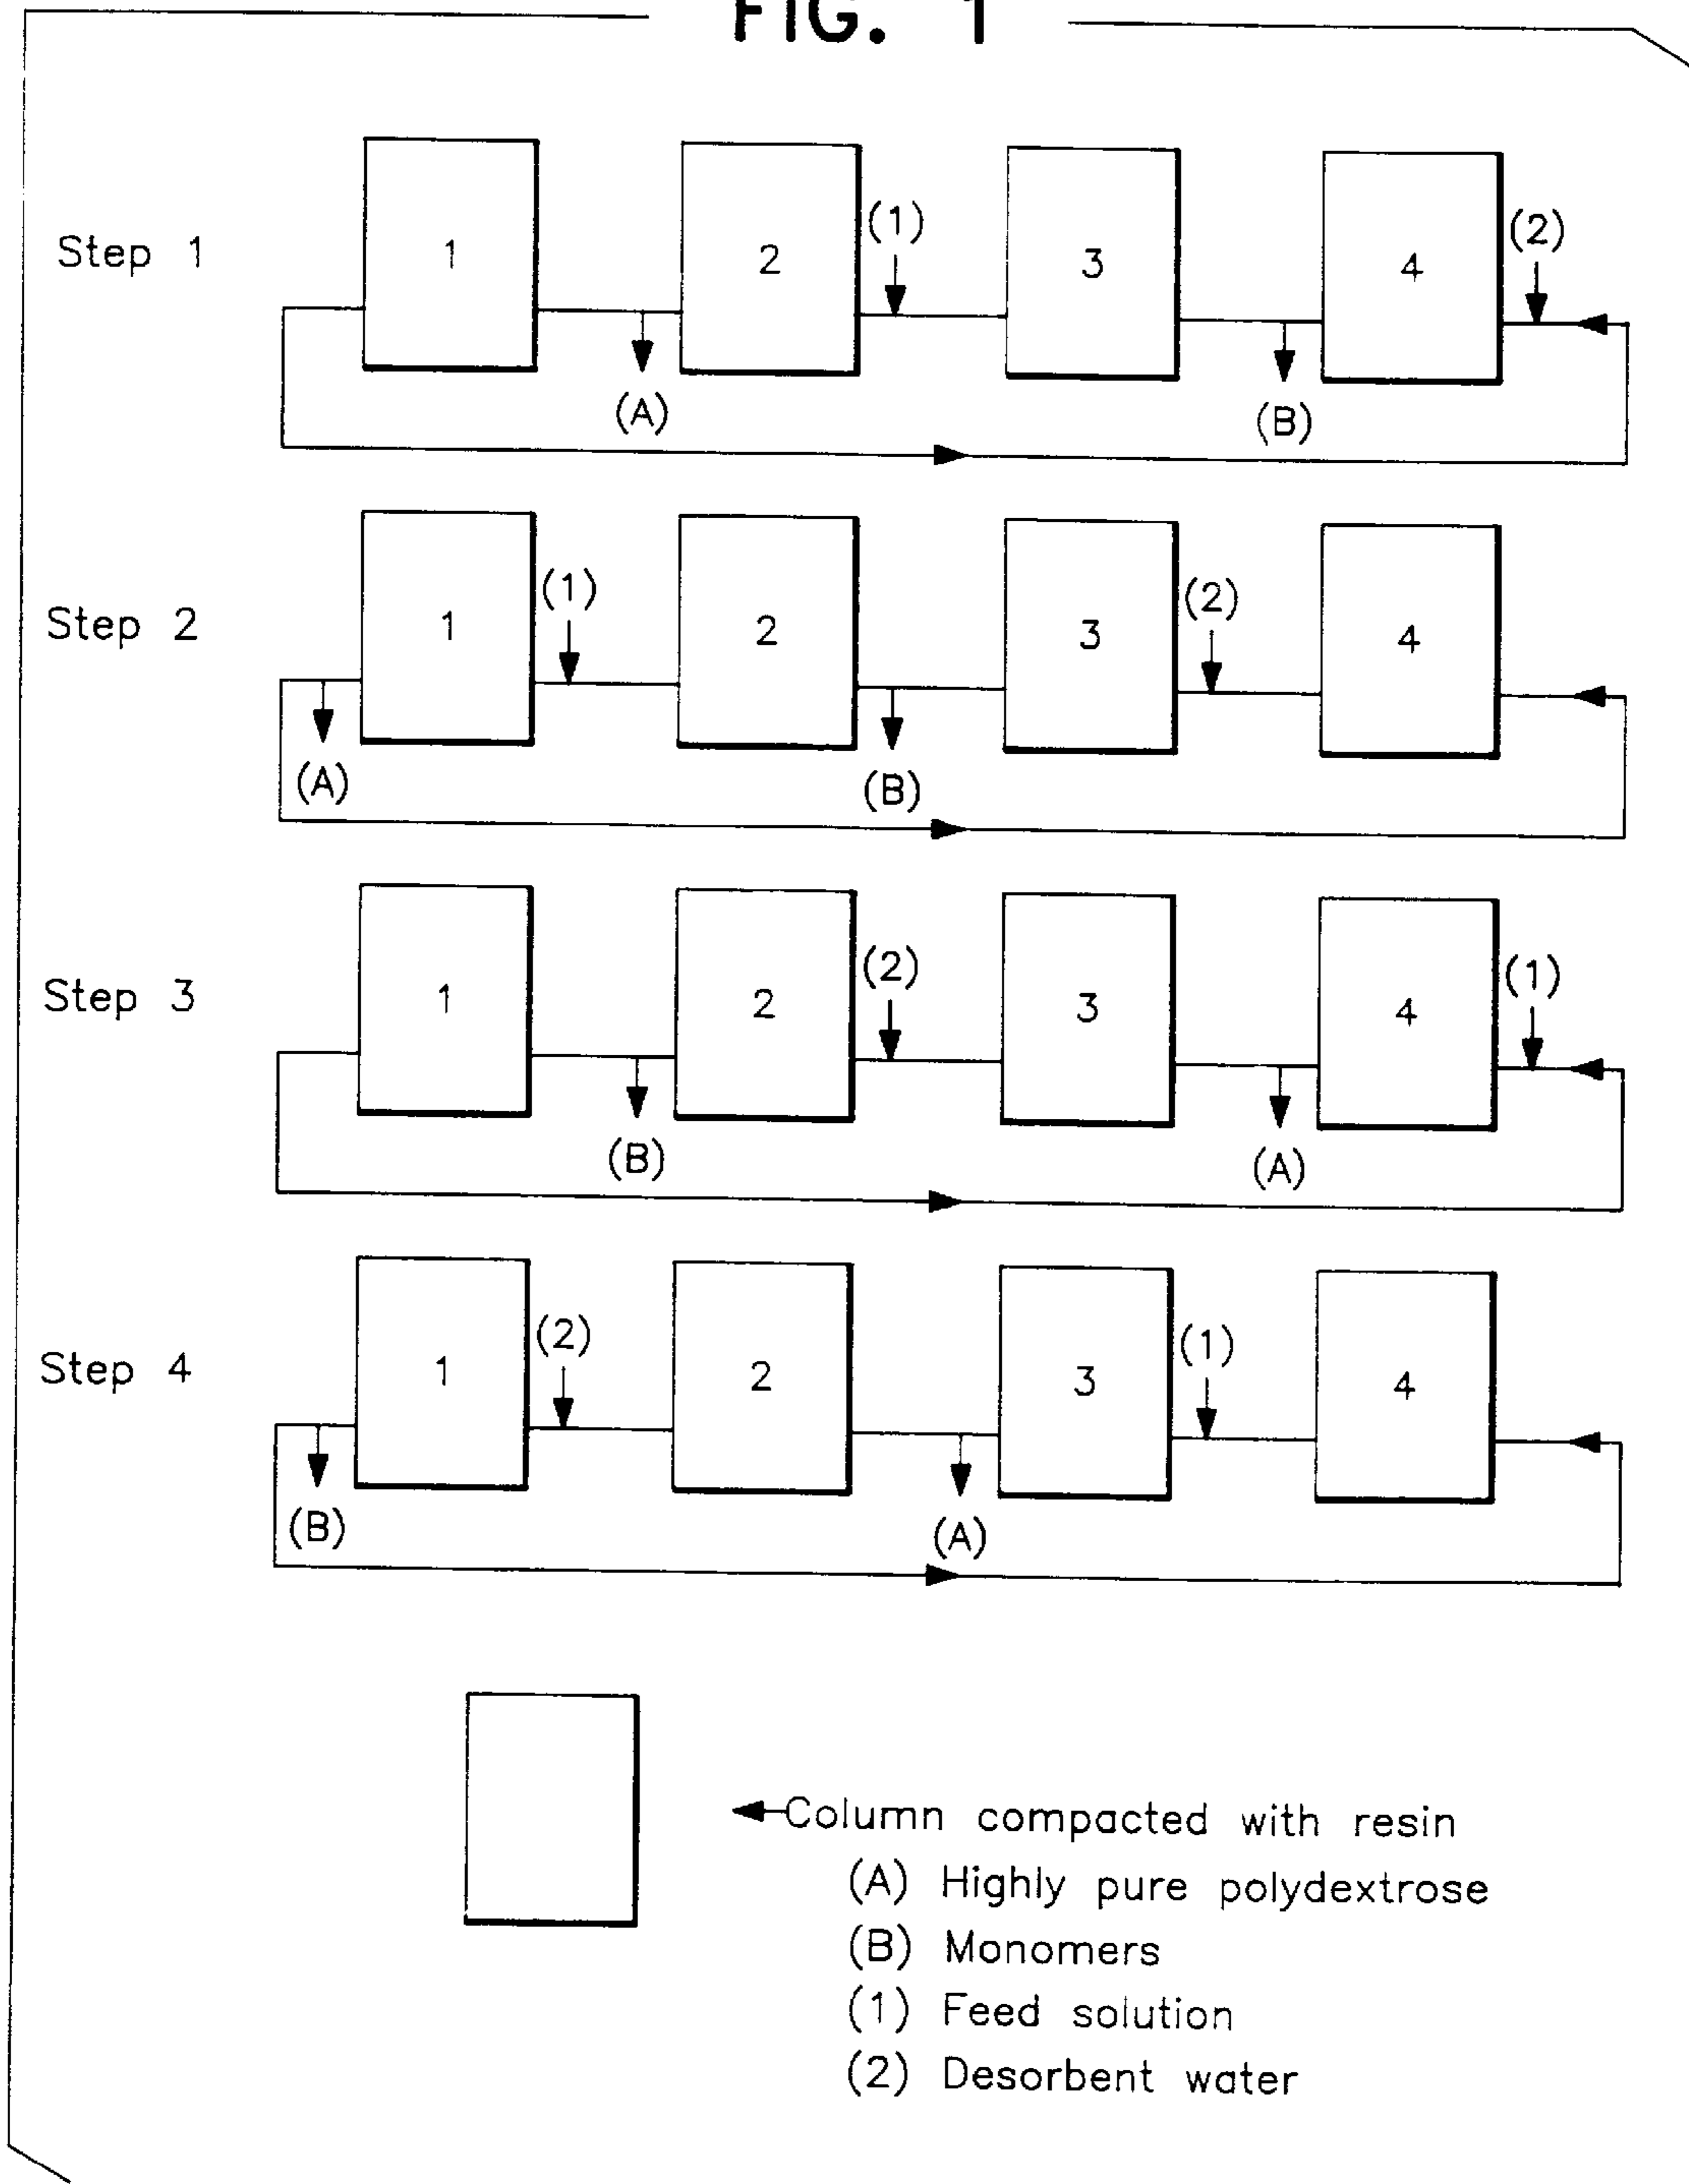 FIG. 1
Step 1
1
2
3
4
(1)
(2)
(A)
(B)
Step 2
1
2
3
4
(1)
(2)
(A)
(B)
Step 3
1
2
3
4
(2)
(1)
(B)
(A)
Step 4
1
2
3
4
(2)
(1)
(B)
(A)
Column compacted with resin
(A) Highly pure polydextrose
(B) Monomers
(1) Feed solution
(2) Desorbent water